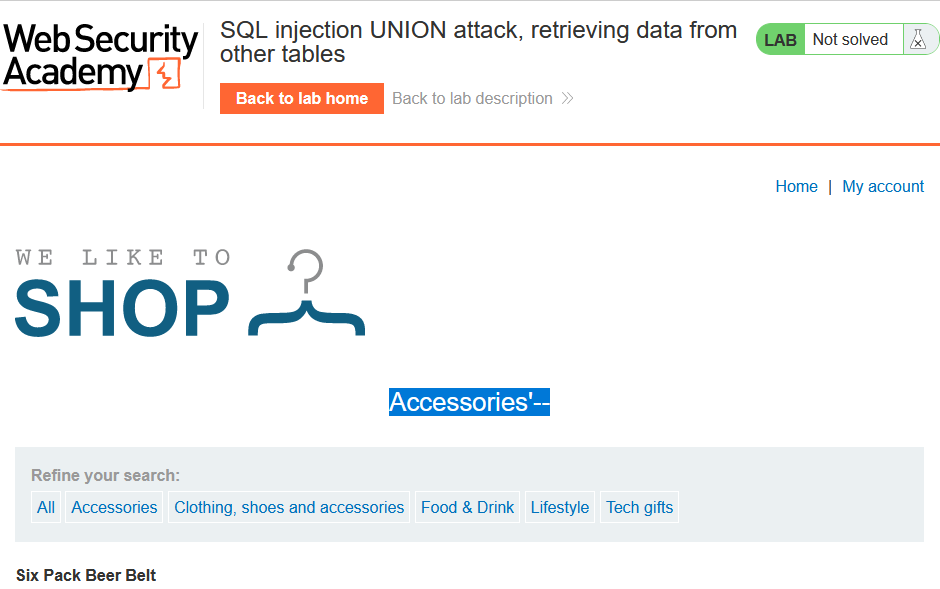 Web Security
Academy
SQL injection UNION attack, retrieving data from
other tables
LAB Not solved
Back to lab home Back to lab description
Home | My account
WE LIKE TO
SHOP
Accessories'--
Refine your search:
All Accessories Clothing, shoes and accessories Food & Drink Lifestyle Tech gifts
Six Pack Beer Belt